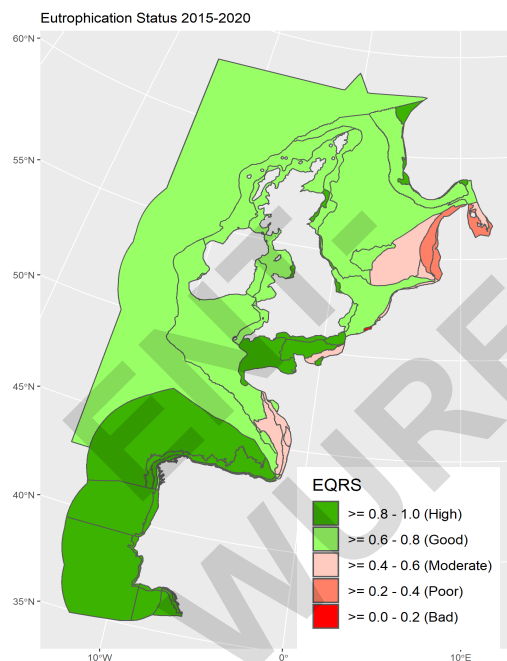 Eutrophication Status 2015-2020
60°N
55°N
50°N
45°N
40°N
35°N
10°W
0°
10°E
EQRS
>= 0.8 - 1.0 (High)
>= 0.6 - 0.8 (Good)
>= 0.4 - 0.6 (Moderate)
>= 0.2 - 0.4 (Poor)
>= 0.0 - 0.2 (Bad)
ENT
WURF